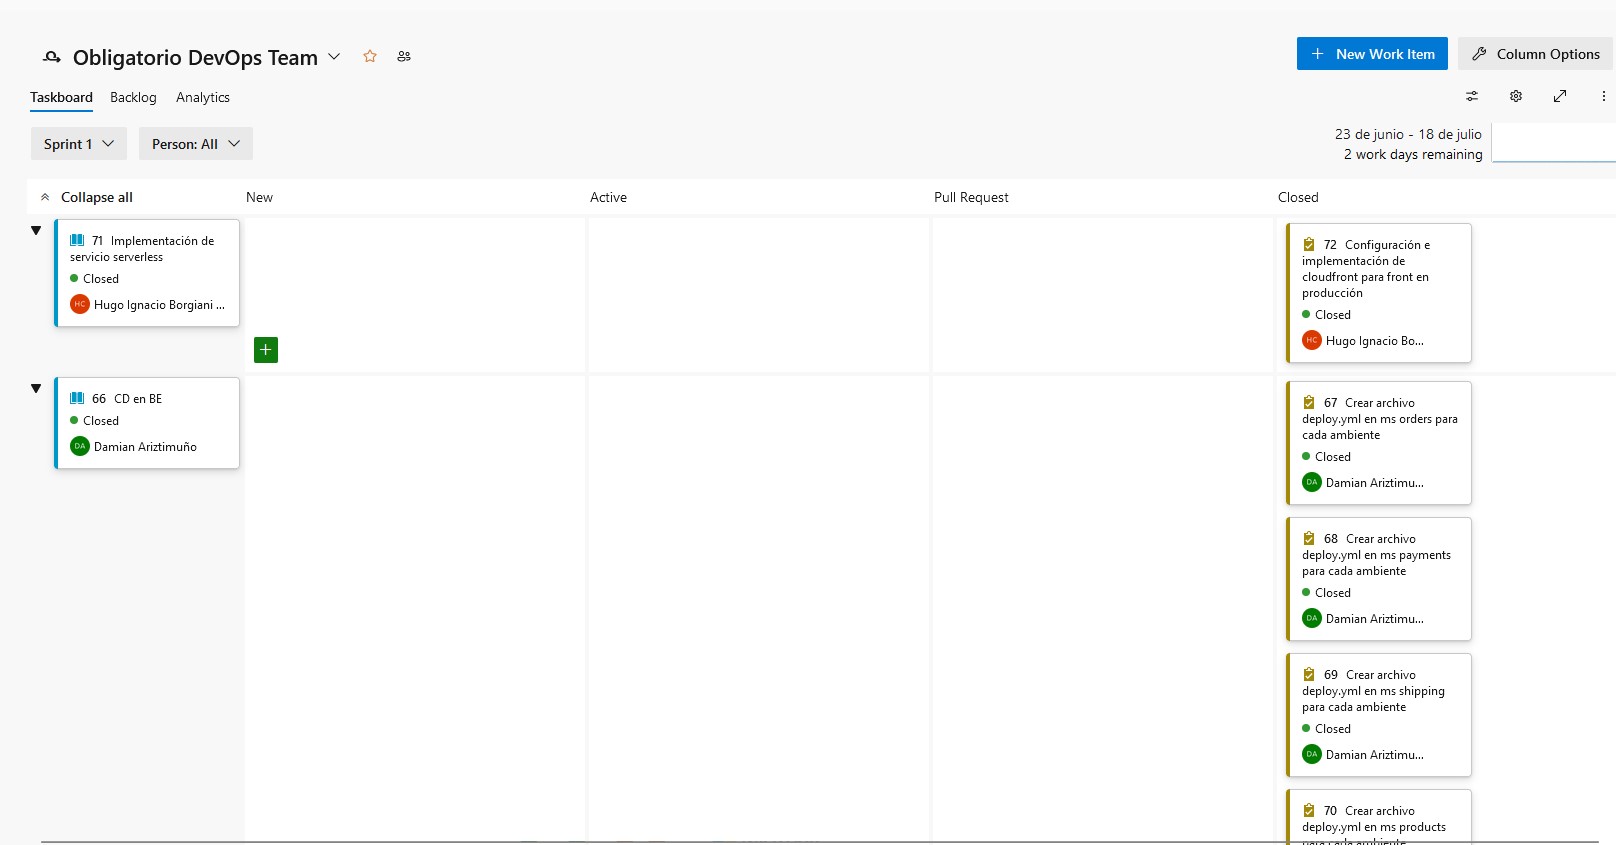 Obligatorio DevOps Team
New Work Item
Column Options
Taskboard
Backlog
Analytics
Sprint 1
Person: All
23 de junio - 18 de julio
2 work days remaining
Collapse all
New
Active
Pull Request
Closed
71 Implementación de
servicio serverless
Closed
HC Hugo Ignacio Borgiani ...
72 Configuración e
implementación de
cloudfront para front en
producción
Closed
HC Hugo Ignacio Bo...
66 CD en BE
Closed
DA Damian Ariztimuño
67 Crear archivo
deploy.yml en ms orders para
cada ambiente
Closed
DA Damian Ariztimu...
68 Crear archivo
deploy.yml en ms payments
para cada ambiente
Closed
DA Damian Ariztimu...
69 Crear archivo
deploy.yml en ms shipping
para cada ambiente
Closed
DA Damian Ariztimu...
70 Crear archivo
deploy.yml en ms products
para cada ambiente